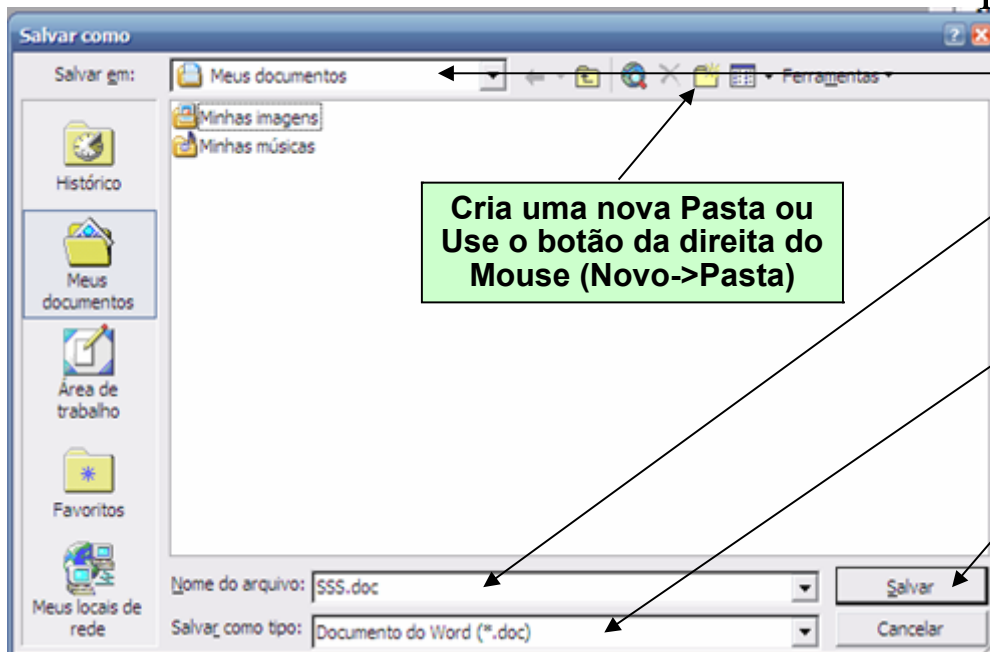 Salvar como
Salvar em:
Meus documentos
Ferramentas
Minhas imagens
Minhas músicas
Histórico
Cria uma nova Pasta ou
Use o botão da direita do
Mouse (Novo->Pasta)
Meus
documentos
Área de
trabalho
Favoritos
Meus locais de
rede
Nome do arquivo:
SSS.doc
Salvar
Salvar como tipo:
Documento do Word (*.doc)
Cancelar